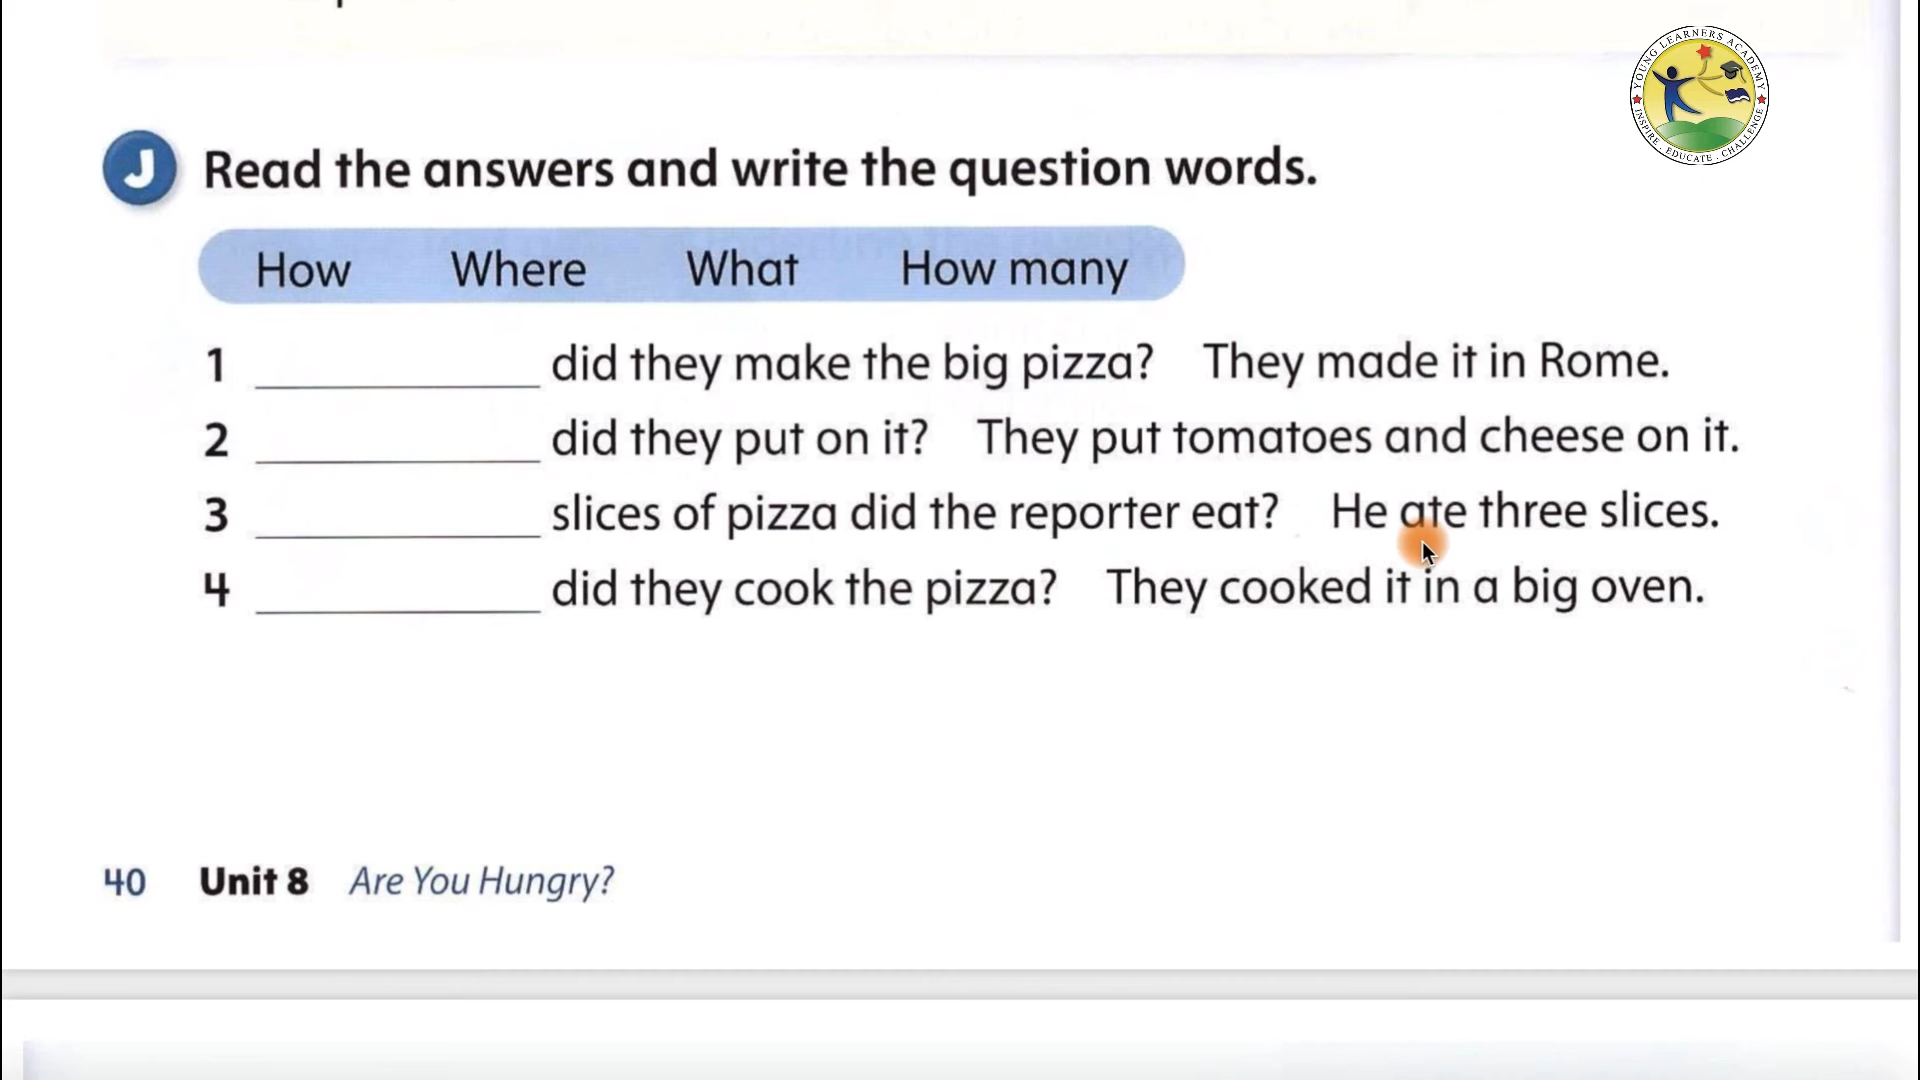 YOUNG LEARNERS ACADEMY
INSPIRE . EDUCATE . CHALLENGE
J Read the answers and write the question words.
How Where What How many
1 ____________ did they make the big pizza? They made it in Rome.
2 ____________ did they put on it? They put tomatoes and cheese on it.
3 ____________ slices of pizza did the reporter eat? He ate three slices.
4 ____________ did they cook the pizza? They cooked it in a big oven.
40 Unit 8 Are You Hungry?